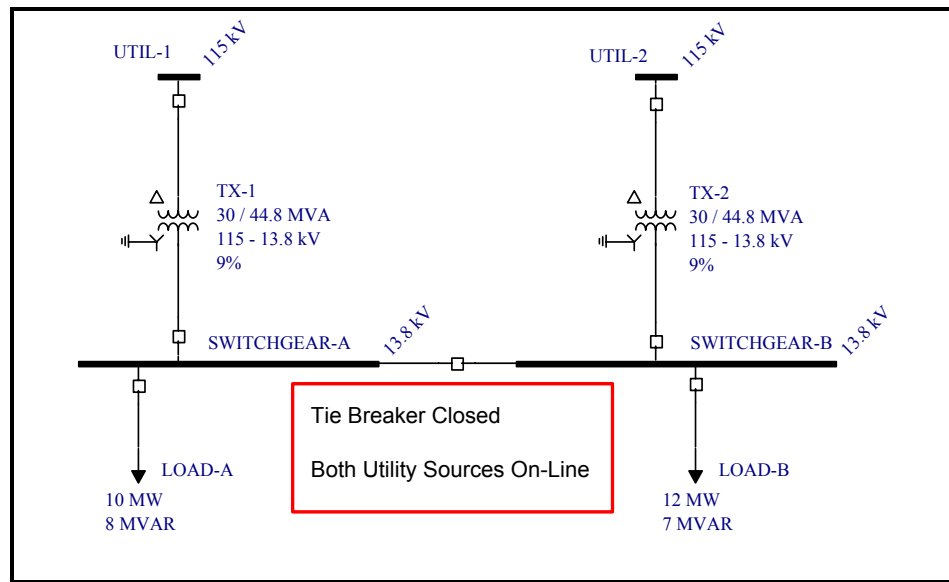 UTIL-1
115 kV
UTIL-2
115 kV
TX-1
30 / 44.8 MVA
115 - 13.8 kV
9%
TX-2
30 / 44.8 MVA
115 - 13.8 kV
9%
SWITCHGEAR-A
13.8 kV
SWITCHGEAR-B
13.8 kV
Tie Breaker Closed
Both Utility Sources On-Line
LOAD-A
10 MW
8 MVAR
LOAD-B
12 MW
7 MVAR